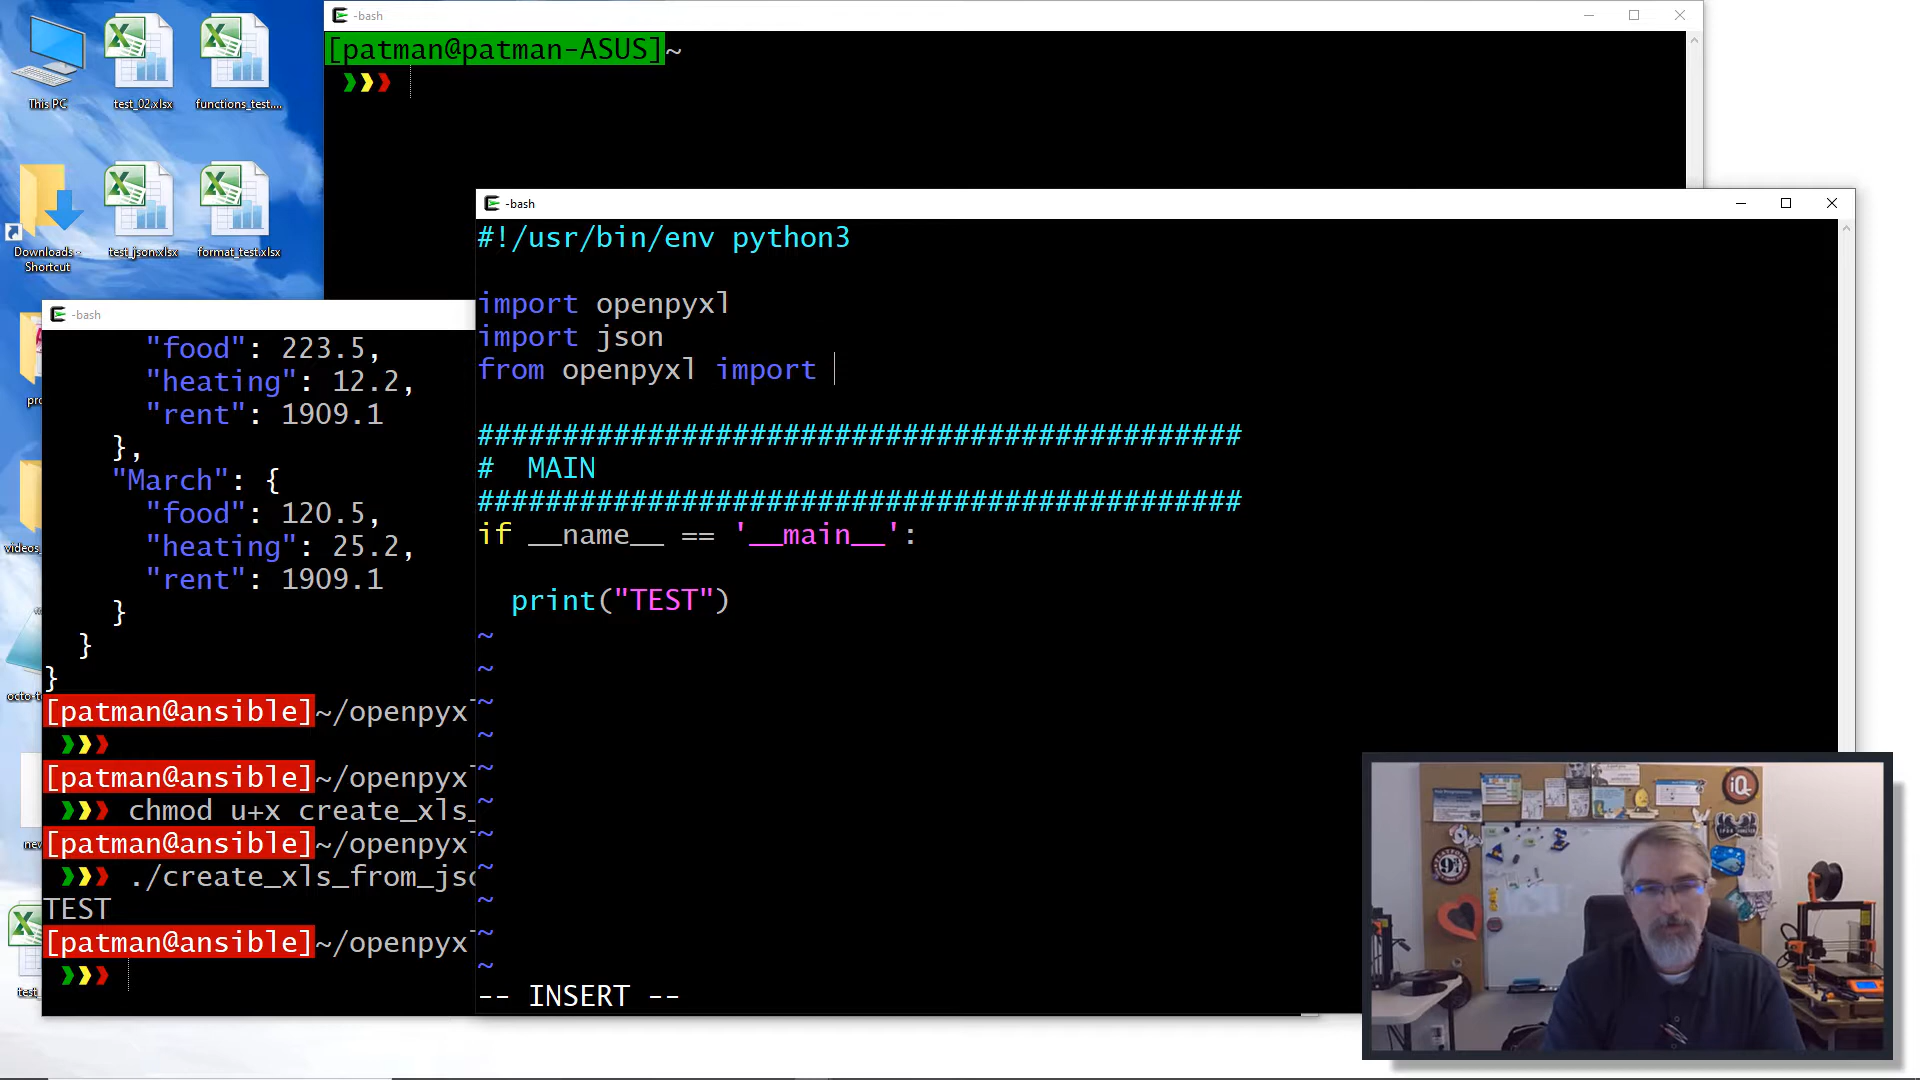 -bash
[patman@patman-ASUS]~
❯❯❯
This PC
test_02.xlsx
functions_test....
Downloads -
Shortcut
test_json.xlsx
format_test.xlsx
-bash
#!/usr/bin/env python3
import openpyxl
import json
from openpyxl import
##############################################
#  MAIN
##############################################
if __name__ == '__main__':
print("TEST")
~
~
~
~
~
~
~
~
~
~
~
-- INSERT --
-bash
"food": 223.5,
"heating": 12.2,
"rent": 1909.1
},
"March": {
"food": 120.5,
"heating": 25.2,
"rent": 1909.1
}
}
}
[patman@ansible]~/openpyx
❯❯❯
[patman@ansible]~/openpyx
❯❯❯ chmod u+x create_xls_
[patman@ansible]~/openpyx
❯❯❯ ./create_xls_from_jso
TEST
[patman@ansible]~/openpyx
❯❯❯
iQ